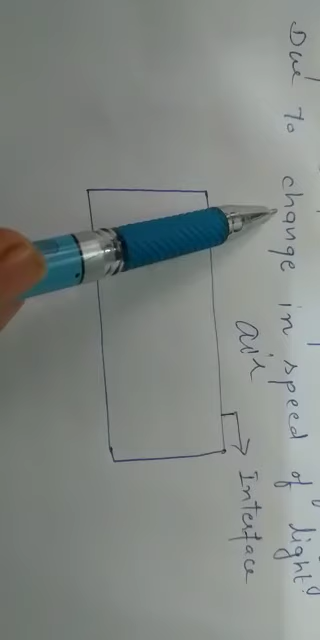 Due to change in speed of light.
air
Interface